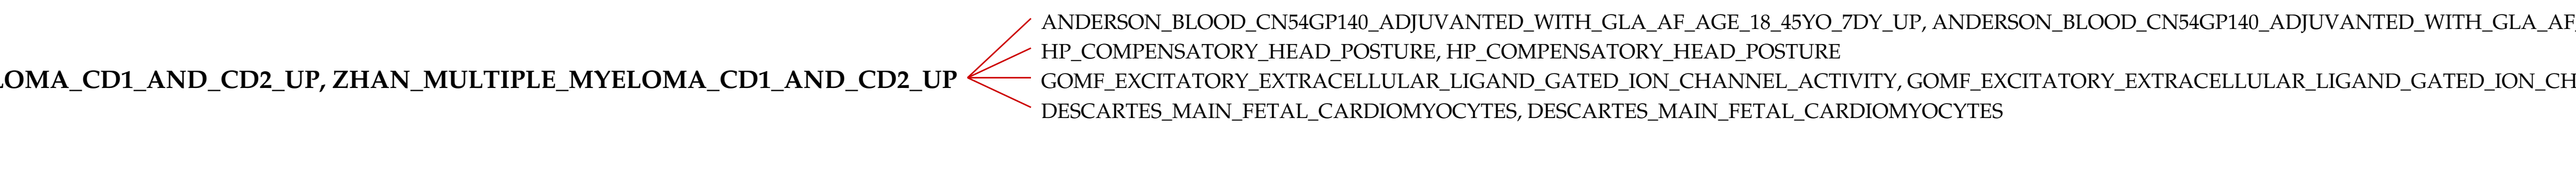 ANDERSON_BLOOD_CN54GP140_ADJUVANTED_WITH_GLA_AF_AGE_18_45YO_7DY_UP, ANDERSON_BLOOD_CN54GP140_ADJUVANTED_WITH_GLA_AF
HP_COMPENSATORY_HEAD_POSTURE, HP_COMPENSATORY_HEAD_POSTURE
LOMA_CD1_AND_CD2_UP, ZHAN_MULTIPLE_MYELOMA_CD1_AND_CD2_UP
GOMF_EXCITATORY_EXTRACELLULAR_LIGAND_GATED_ION_CHANNEL_ACTIVITY, GOMF_EXCITATORY_EXTRACELLULAR_LIGAND_GATED_ION_CH
DESCARTES_MAIN_FETAL_CARDIOMYOCYTES, DESCARTES_MAIN_FETAL_CARDIOMYOCYTES